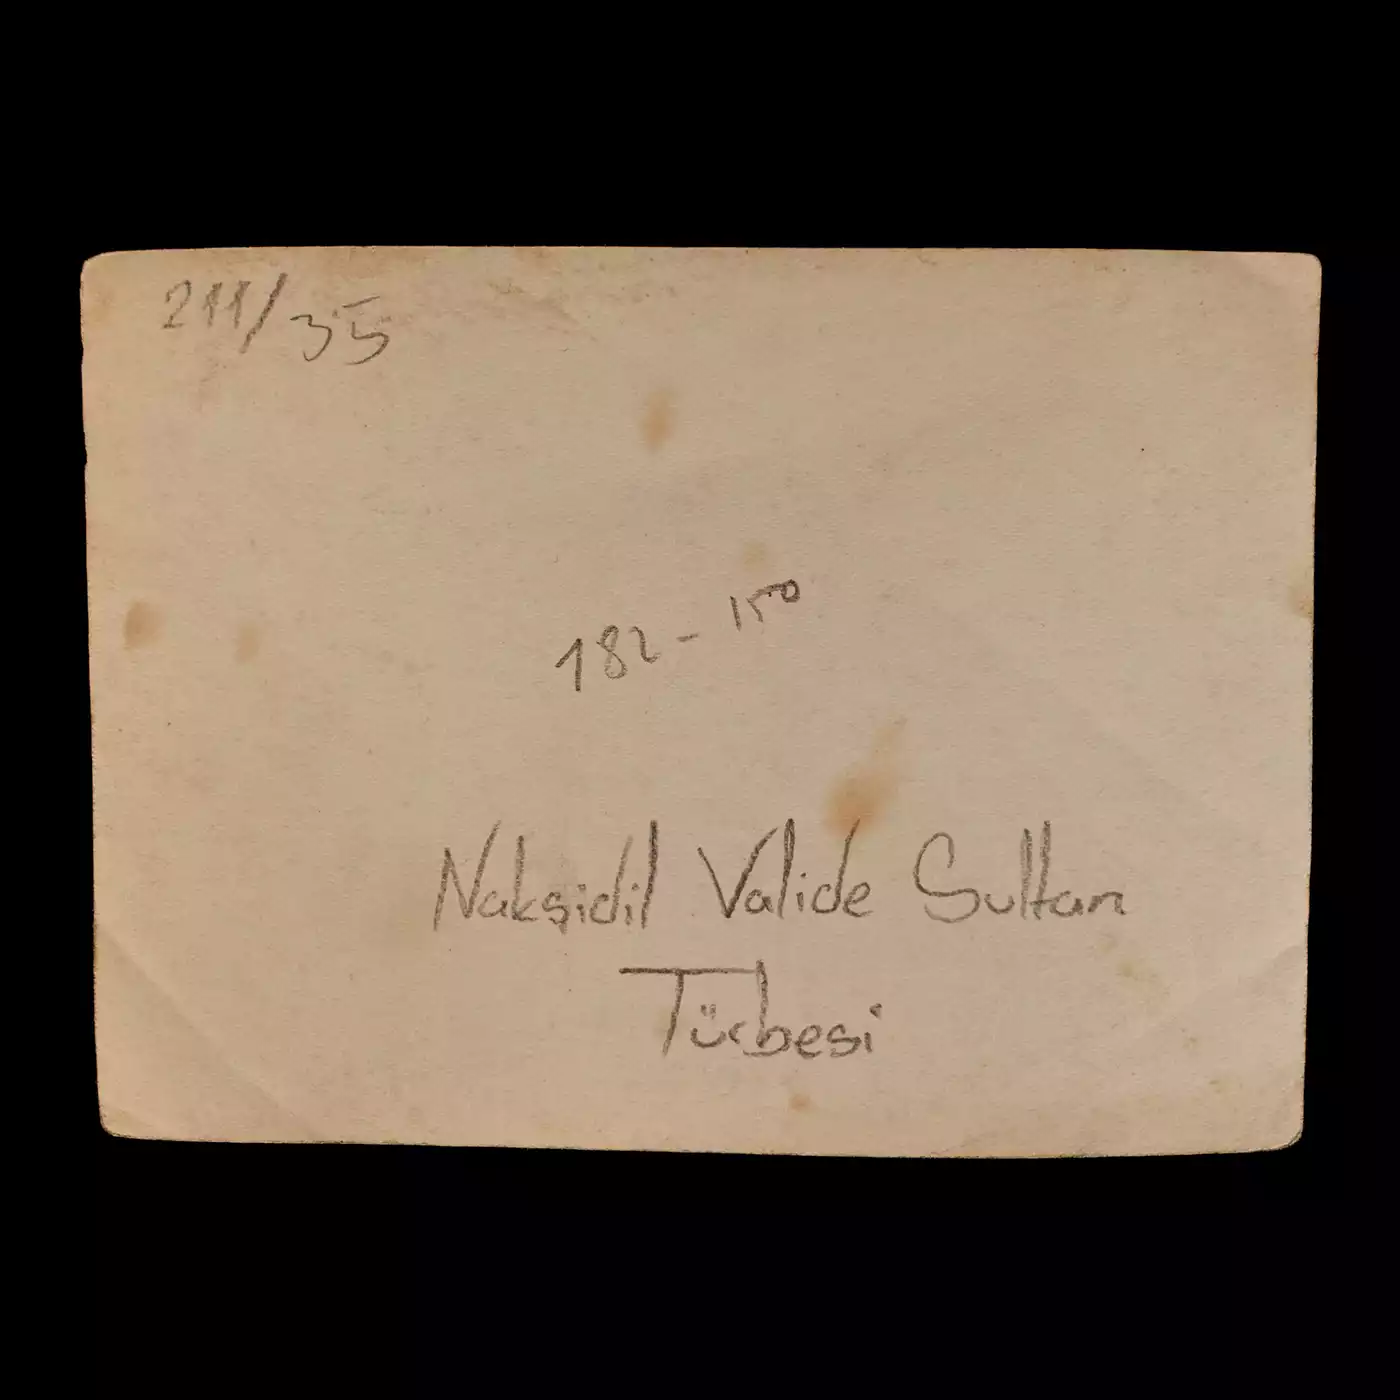 211/35
182-150
Nakşidil Valide Sultan
Türbesi